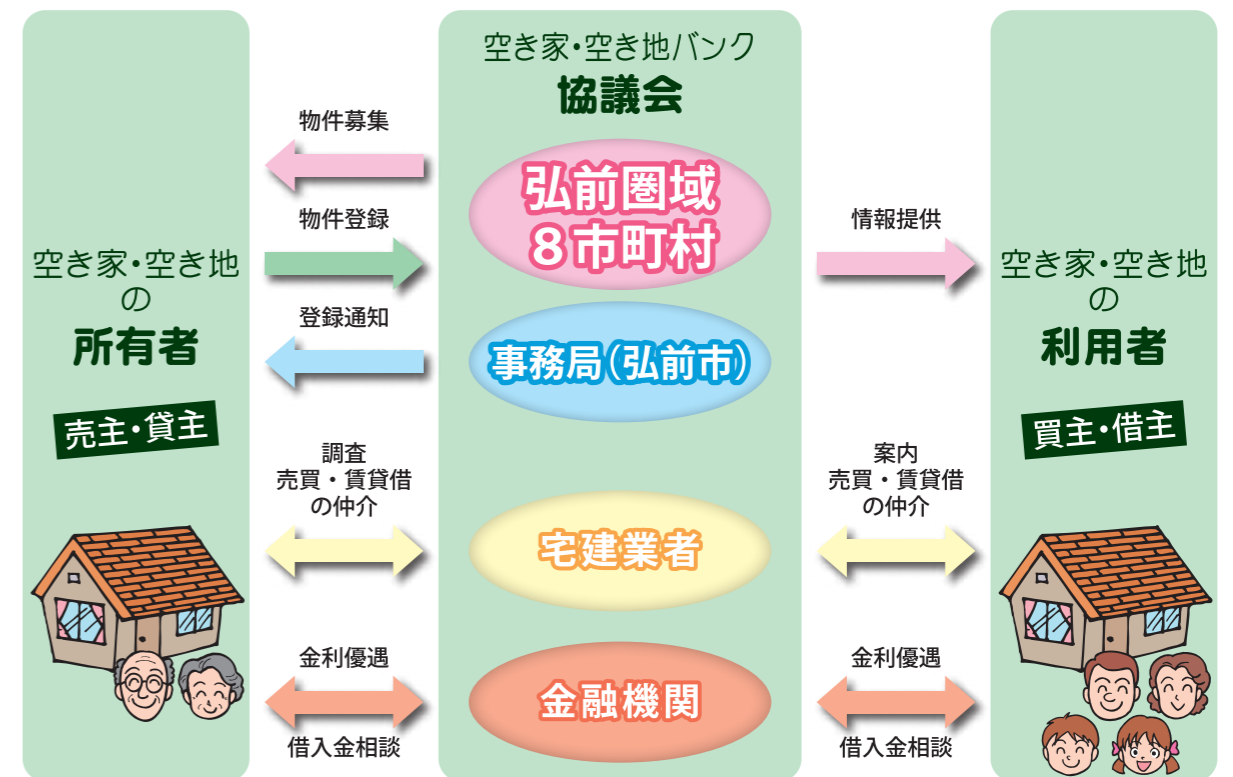 空き家・空き地
の
所有者
売主・貸主
物件募集
物件登録
登録通知
調査
売買・賃貸借
の仲介
金利優遇
借入金相談
空き家・空き地バンク
協議会
弘前圏域
８市町村
事務局（弘前市）
宅建業者
金融機関
情報提供
案内
売買・賃貸借
の仲介
金利優遇
借入金相談
空き家・空き地
の
利用者
買主・借主